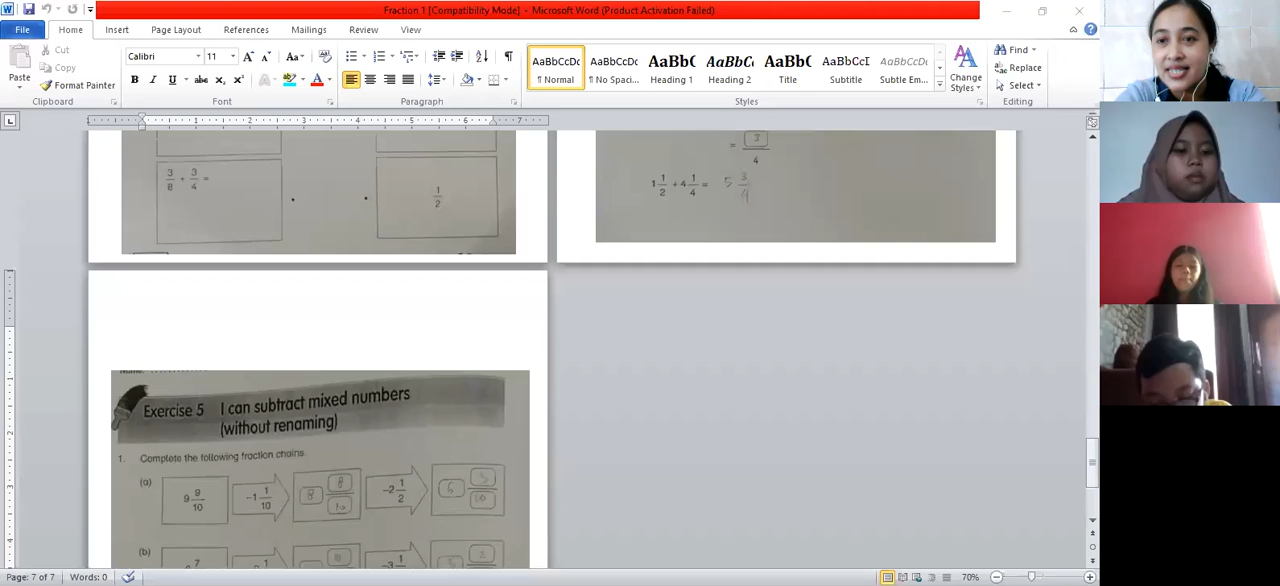 Fraction 1 [Compatibility Mode] - Microsoft Word (Product Activation Failed)
File Home Insert Page Layout References Mailings Review View
Paste
Cut
Copy
Format Painter
Clipboard
Calibri 11
Font
Paragraph
AaBbCcDc AaBbCcDc AaBbC AaBbCc AaBbC AaBbCcI AaBbCcDc
¶ Normal ¶ No Spaci... Heading 1 Heading 2 Title Subtitle Subtle Em...
Change Styles
Styles
Find
Replace
Select
Editing
3/8 + 3/4 =
1/2
= 3/4
1 1/2 + 4 1/4 = 5 3/4
Exercise 5 I can subtract mixed numbers
(without renaming)
1. Complete the following fraction chains.
(a) 9 9/10 -1 1/10 8 8/10 -2 1/2 6 3/10
(b)
Page: 7 of 7 Words: 0 70%